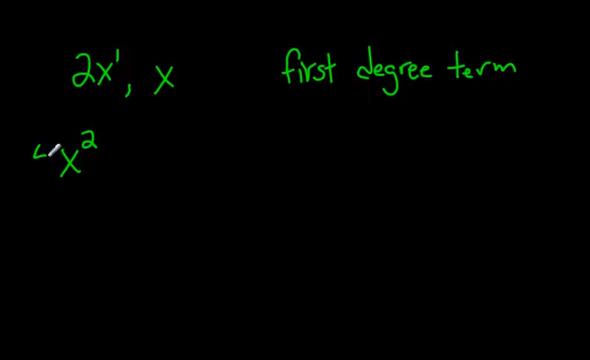 2x¹, x first degree term
x²